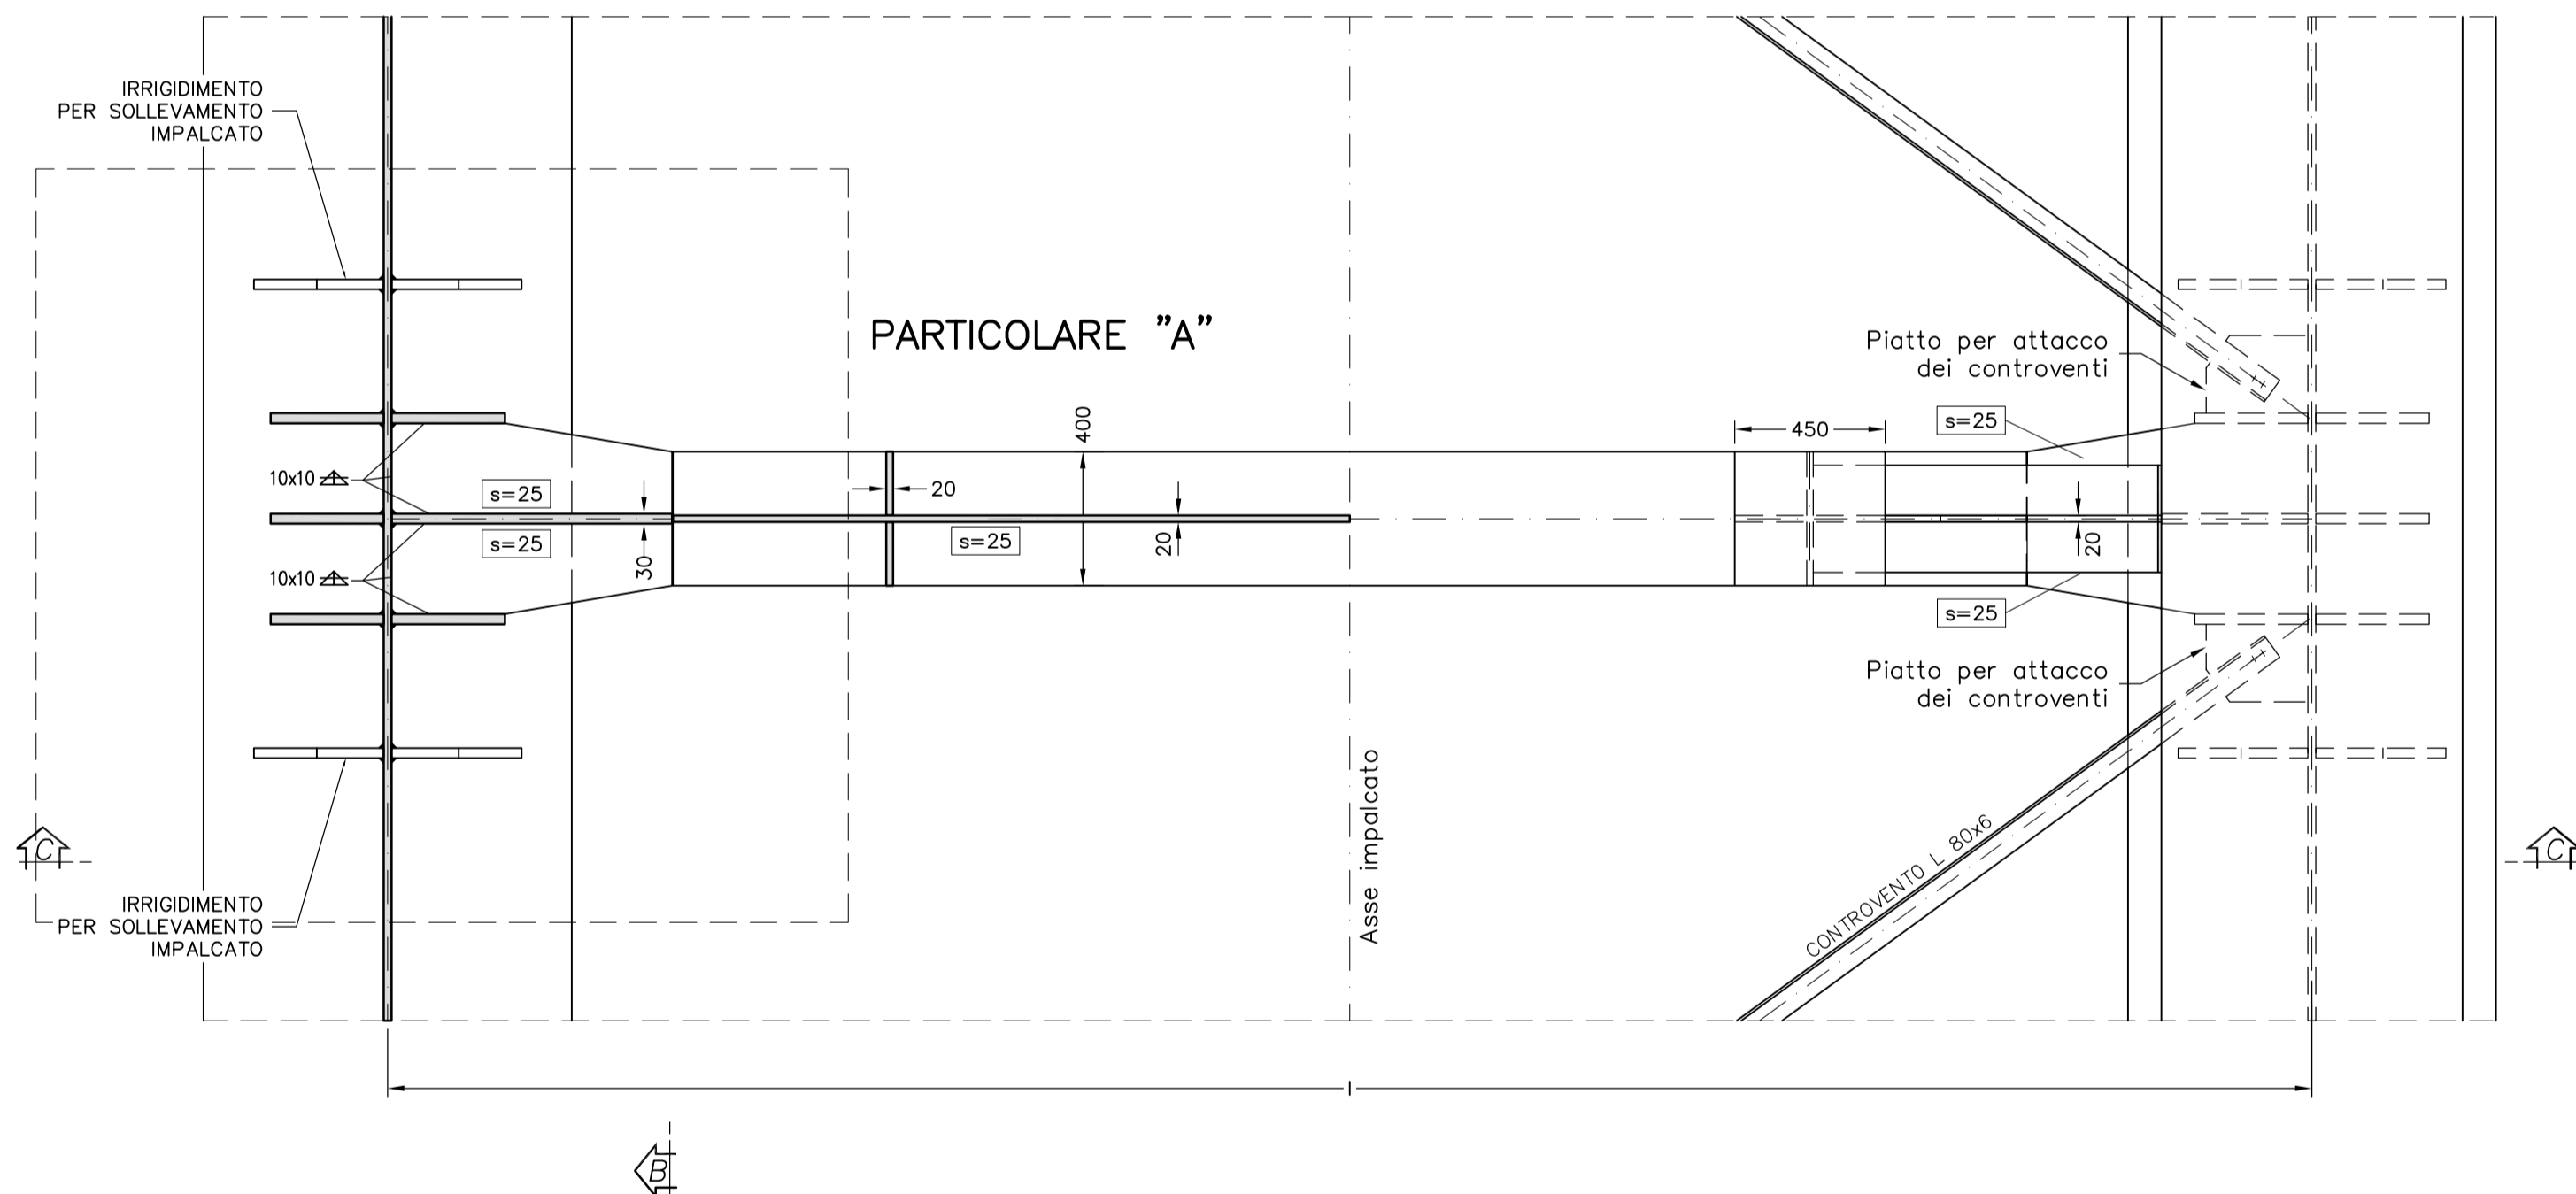 IRRIGIDIMENTO
PER SOLLEVAMENTO
IMPALCATO
PARTICOLARE ”A”
Piatto per attacco
dei controventi
400
450
s=25
10x10
s=25
20
s=25
s=25
30
20
20
10x10
s=25
Piatto per attacco
dei controventi
Asse impalcato
CONTROVENTO L 80x6
C
C
IRRIGIDIMENTO
PER SOLLEVAMENTO
IMPALCATO
l
B